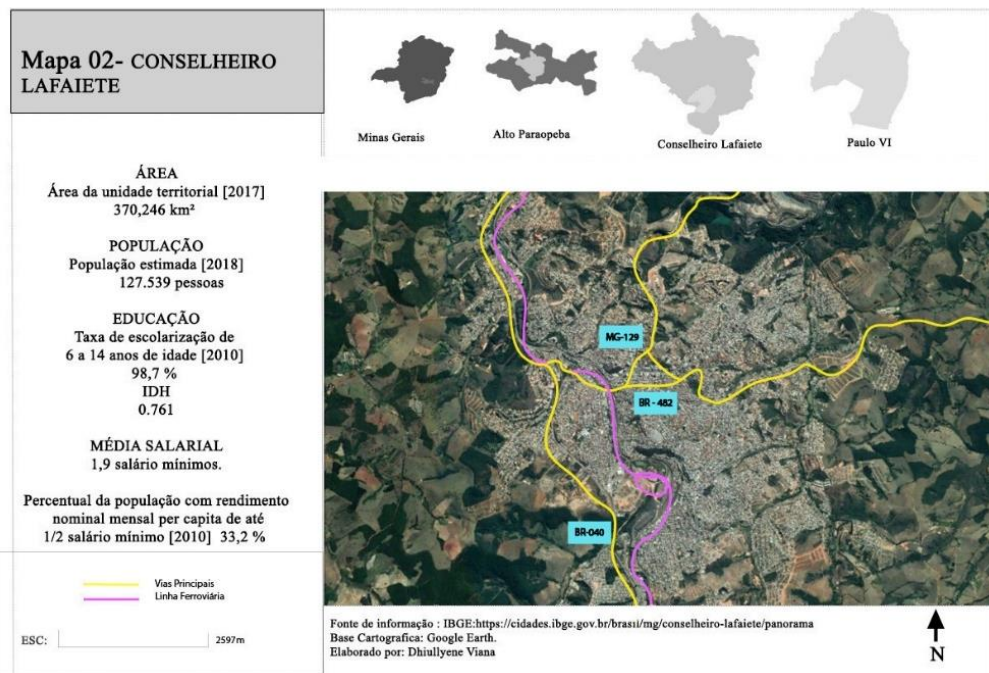 Mapa 02- CONSELHEIRO
LAFAIETE
Minas Gerais
Alto Paraopeba
Conselheiro Lafaiete
Paulo VI
ÁREA
Área da unidade territorial [2017]
370,246 km²
POPULAÇÃO
População estimada [2018]
127.539 pessoas
EDUCAÇÃO
Taxa de escolarização de
6 a 14 anos de idade [2010]
98,7 %
IDH
0.761
MÉDIA SALARIAL
1,9 salário mínimos.
Percentual da população com rendimento
nominal mensal per capita de até
1/2 salário mínimo [2010] 33,2 %
Vias Principais
Linha Ferroviária
ESC:
2597m
MG-129
BR - 482
BR-040
Fonte de informação : IBGE:https://cidades.ibge.gov.br/brasil/mg/conselheiro-lafaiete/panorama
Base Cartografica: Google Earth.
Elaborado por: Dhiullyene Viana
N